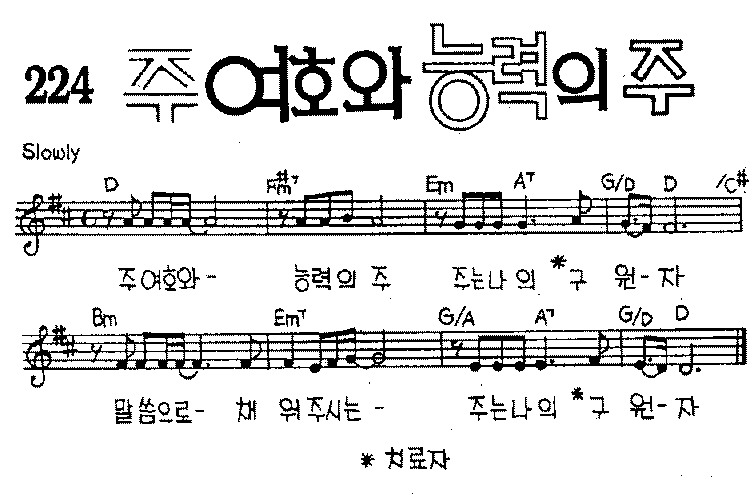 224 주 여호와 능력의 주
Slowly
D F#m7 Em A7 G/D D /C#
주여호와- 능력의 주 주는나의 *구 원-자
Bm Em7 G/A A7 G/D D
말씀으로- 채 워주시는- 주는나의 *구 원-자
* 치료자